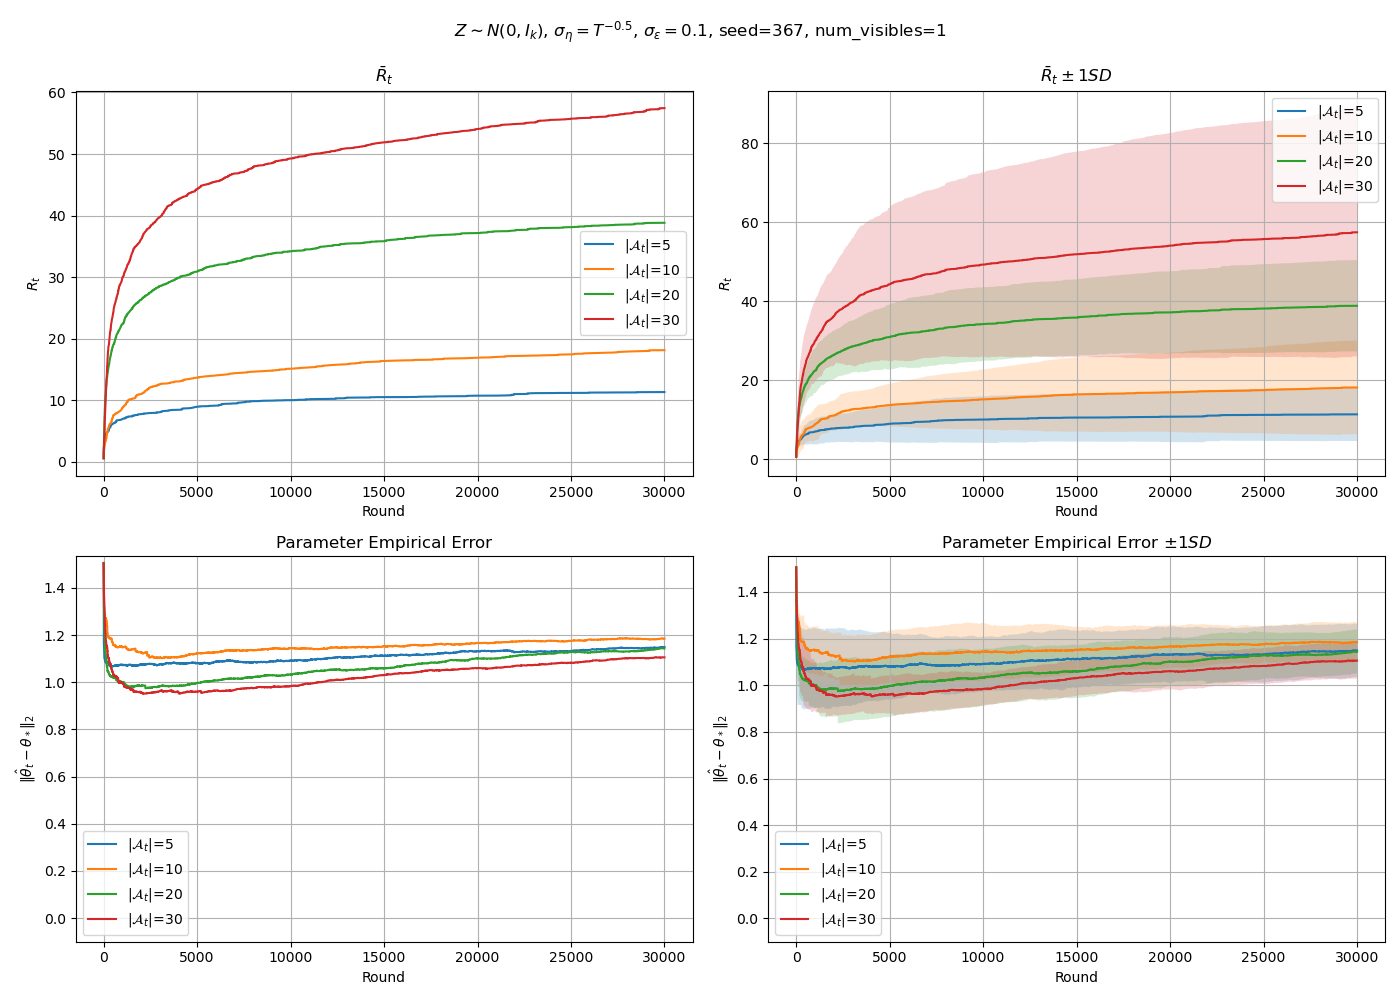 Z ∼ N(0, I_k), σ_η = T^{−0.5}, σ_ε = 0.1, seed=367, num_visibles=1
R̄_t
60
50
40
30
20
10
0
R_t
|𝒜_t|=5
|𝒜_t|=10
|𝒜_t|=20
|𝒜_t|=30
0 5000 10000 15000 20000 25000 30000
Round
R̄_t ± 1SD
80
60
40
20
0
R_t
|𝒜_t|=5
|𝒜_t|=10
|𝒜_t|=20
|𝒜_t|=30
0 5000 10000 15000 20000 25000 30000
Round
Parameter Empirical Error
1.4
1.2
1.0
0.8
0.6
0.4
0.2
0.0
‖θ̂_t − θ_*‖_2
|𝒜_t|=5
|𝒜_t|=10
|𝒜_t|=20
|𝒜_t|=30
0 5000 10000 15000 20000 25000 30000
Round
Parameter Empirical Error ±1SD
1.4
1.2
1.0
0.8
0.6
0.4
0.2
0.0
‖θ̂_t − θ_*‖_2
|𝒜_t|=5
|𝒜_t|=10
|𝒜_t|=20
|𝒜_t|=30
0 5000 10000 15000 20000 25000 30000
Round